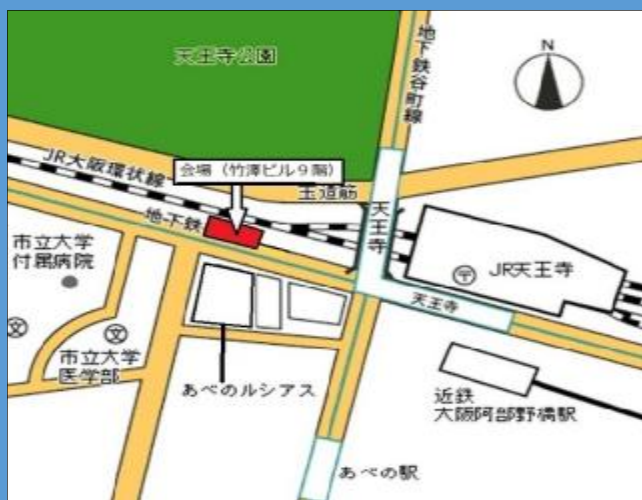 天王寺公園
地下鉄谷町線
N
JR大阪環状線
会場（竹澤ビル９階）
玉造筋
天王寺
地下鉄
市立大学
付属病院
〒
JR天王寺
天王寺
文
文
市立大学
医学部
あべのルシアス
近鉄
大阪阿部野橋駅
あべの駅